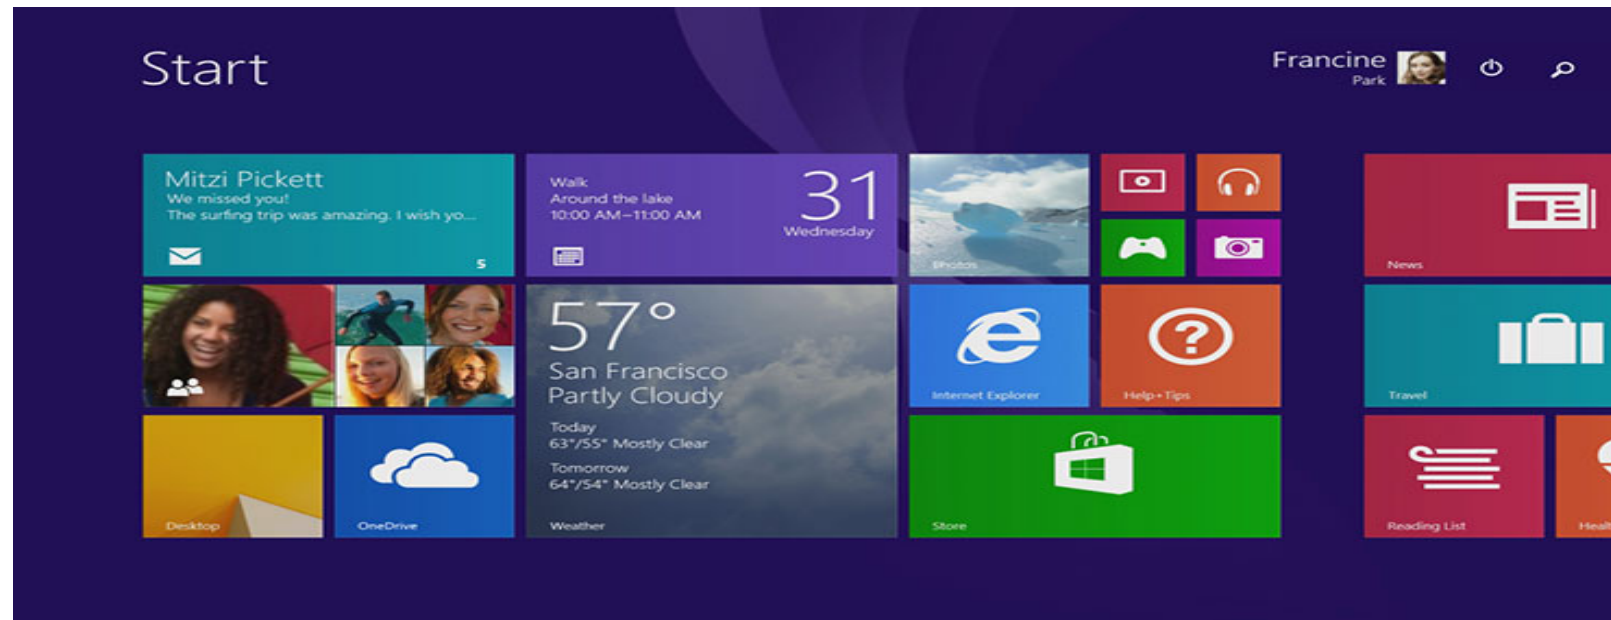 Start
Francine
Park
Mitzi Pickett
We missed you!
The surfing trip was amazing. I wish yo...
5
Walk
Around the lake
10:00 AM–11:00 AM
31
Wednesday
Photos
News
57°
San Francisco
Partly Cloudy
Today
63°/55° Mostly Clear
Tomorrow
64°/54° Mostly Clear
Weather
Internet Explorer
Help+Tips
Travel
Desktop
OneDrive
Store
Reading List
Healt